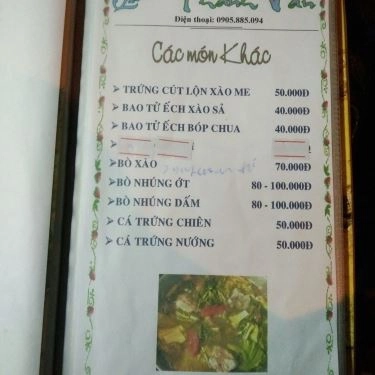 Điện thoại: 0905.885.094
Các món Khác
➢ TRỨNG CÚT LỘN XÀO ME 50.000Đ
➢ BAO TỬ ẾCH XÀO SẢ 40.000Đ
➢ BAO TỬ ẾCH BÓP CHUA 40.000Đ
➢ BÒ XÀO 70.000Đ
➢ BÒ NHÚNG ỚT 80 - 100.000Đ
➢ BÒ NHÚNG DẤM 80 - 100.000Đ
➢ CÁ TRỨNG CHIÊN 50.000Đ
➢ CÁ TRỨNG NƯỚNG 50.000Đ